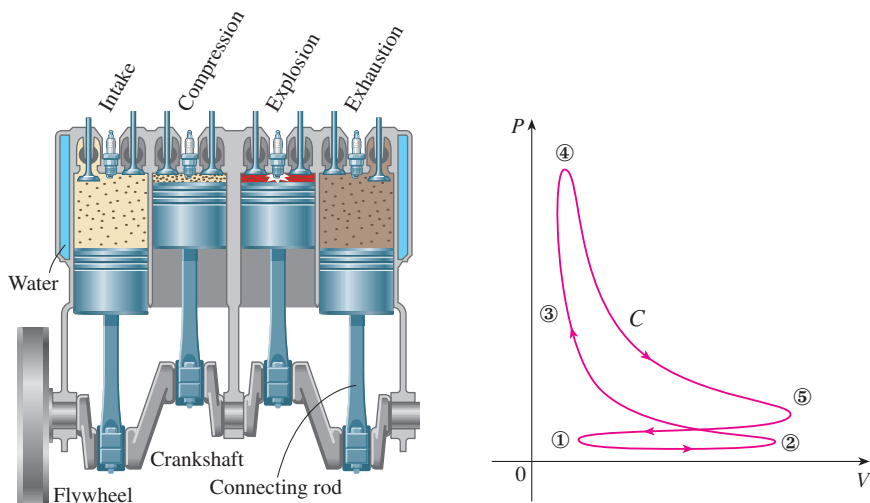 Intake
Compression
Explosion
Exhaustion
Water
Crankshaft
Connecting rod
Flywheel
P
④
③
C
⑤
①
②
0
V